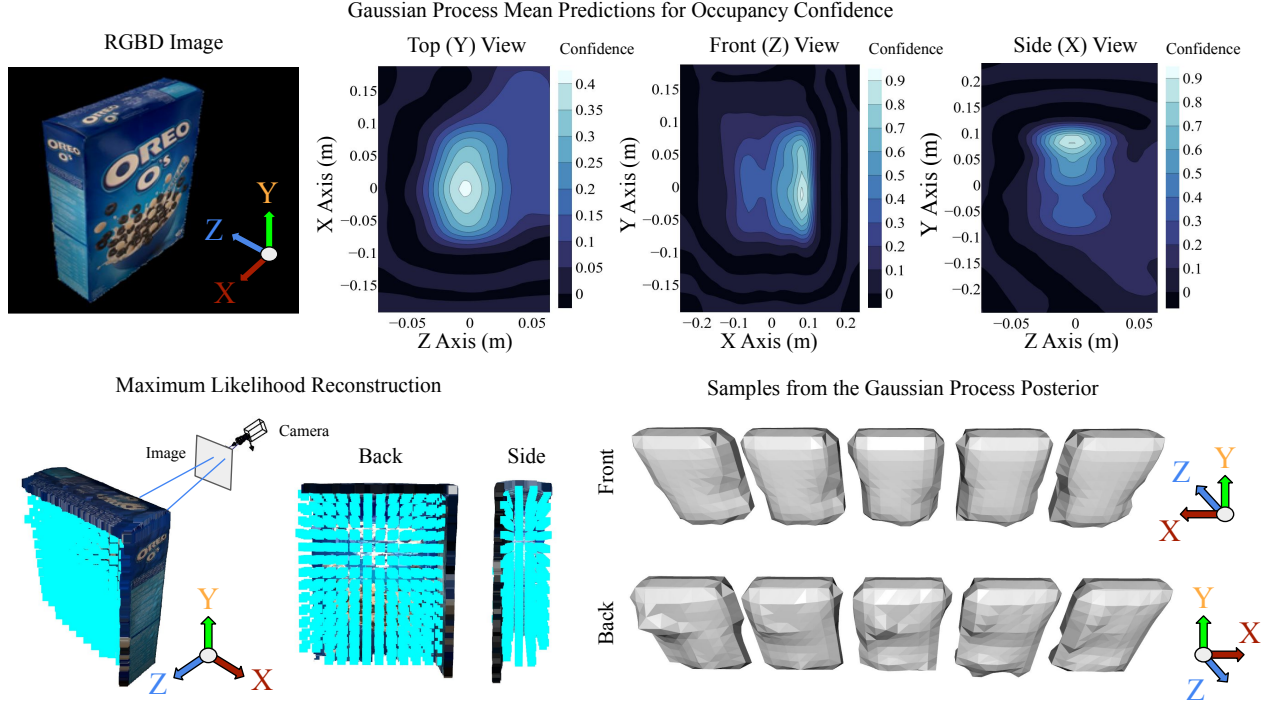 Gaussian Process Mean Predictions for Occupancy Confidence
RGBD Image
Top (Y) View
Confidence
Front (Z) View
Confidence
Side (X) View
Confidence
OREO
O's
OREO
O's
Y
Z
X
X Axis (m)
0.15
0.1
0.05
0
−0.05
−0.1
−0.15
−0.05
0
0.05
Z Axis (m)
0.4
0.35
0.3
0.25
0.2
0.15
0.1
0.05
0
Y Axis (m)
0.15
0.1
0.05
0
−0.05
−0.1
−0.15
−0.2
−0.1
0
0.1
0.2
X Axis (m)
0.9
0.8
0.7
0.6
0.5
0.4
0.3
0.2
0.1
0
Y Axis (m)
0.2
0.15
0.1
0.05
0
−0.05
−0.1
−0.15
−0.2
−0.05
0
0.05
Z Axis (m)
0.9
0.8
0.7
0.6
0.5
0.4
0.3
0.2
0.1
0
Maximum Likelihood Reconstruction
Camera
Image
Back
Side
OREO
O's
Y
Z
X
Samples from the Gaussian Process Posterior
Front
Y
Z
X
Back
Y
X
Z